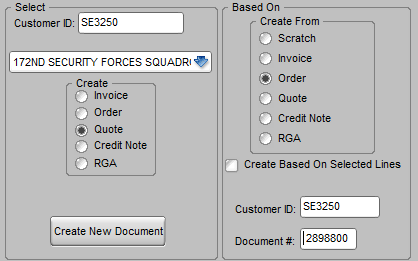 Select
Customer ID: SE3250
172ND SECURITY FORCES SQUADR
Create
Invoice
Order
Quote
Credit Note
RGA
Create New Document
Based On
Create From
Scratch
Invoice
Order
Quote
Credit Note
RGA
Create Based On Selected Lines
Customer ID: SE3250
Document #: 2898800